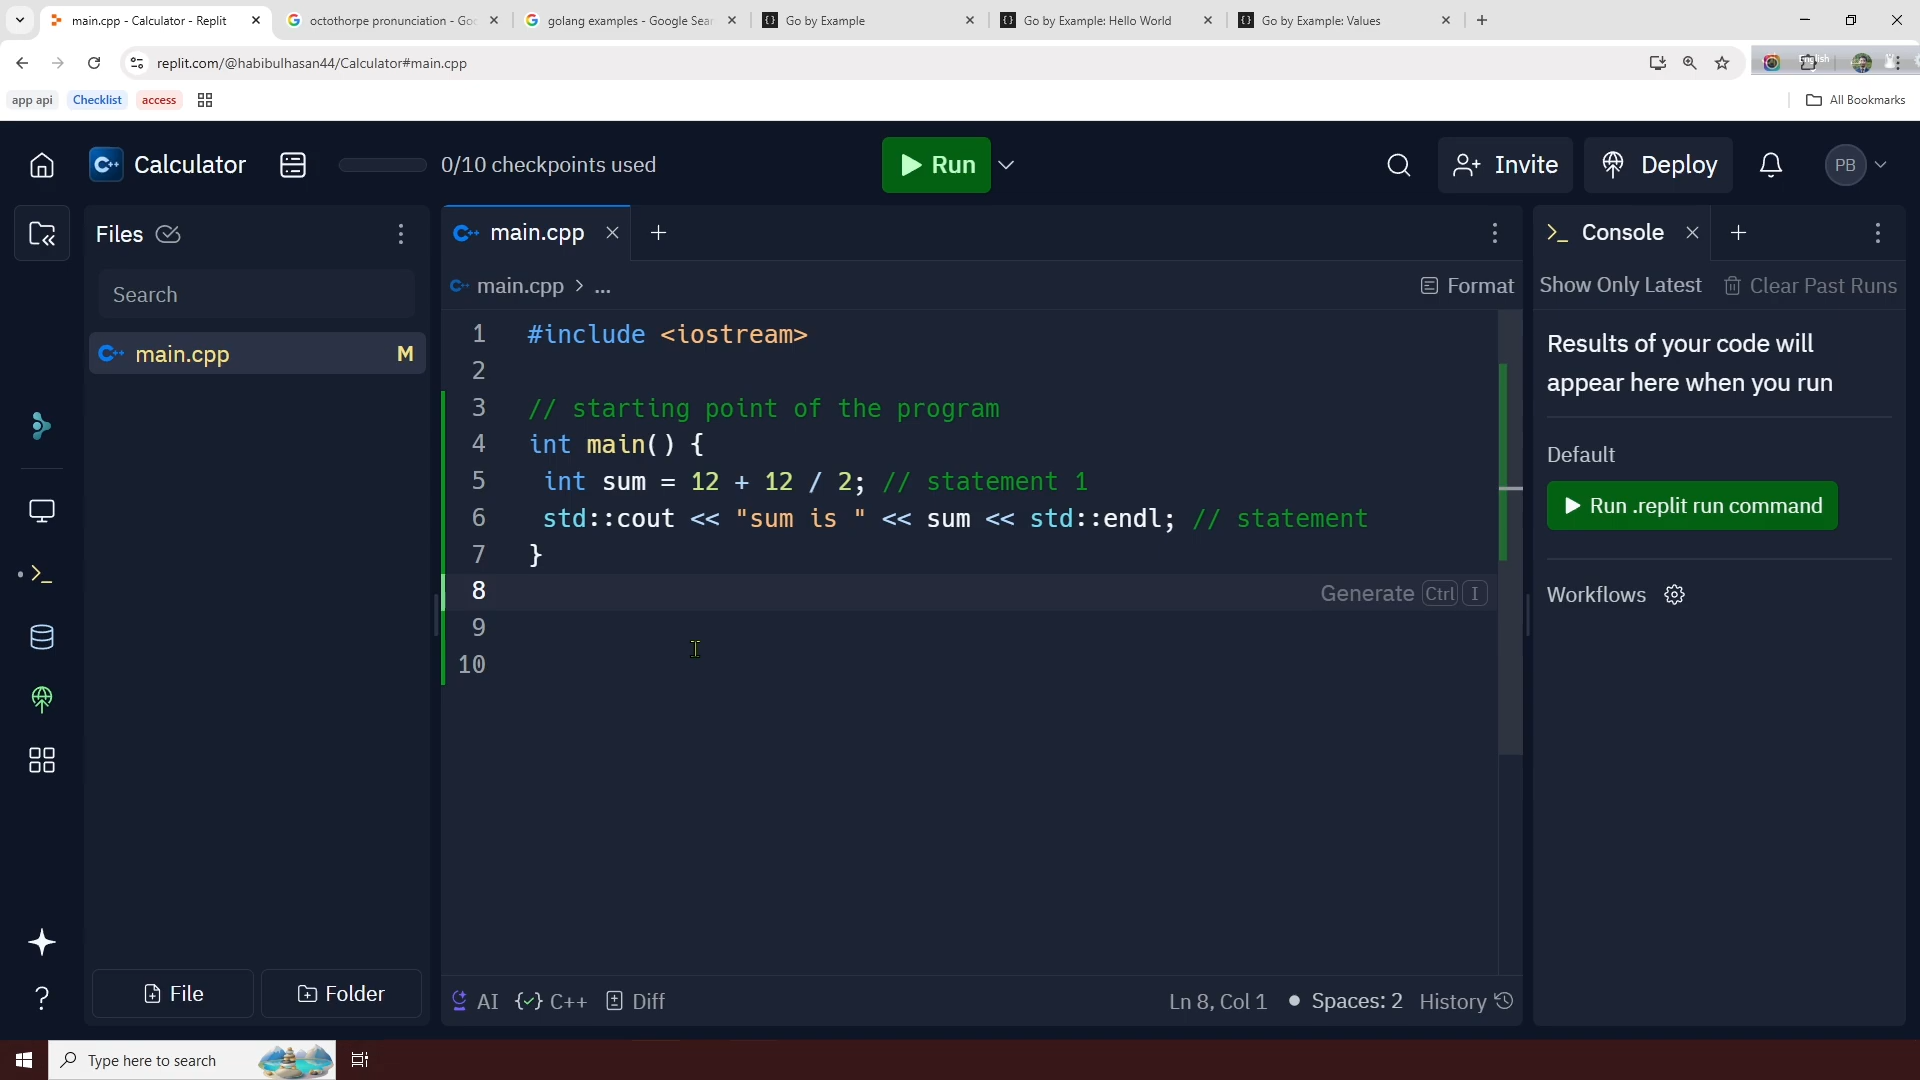 main.cpp - Calculator - Replit
octothorpe pronunciation - Goo
golang examples - Google Sear
Go by Example
Go by Example: Hello World
Go by Example: Values
replit.com/@habibulhasan44/Calculator#main.cpp
English
app api
Checklist
access
All Bookmarks
C++ Calculator
0/10 checkpoints used
Run
Invite
Deploy
PB
Files
Search
main.cpp M
main.cpp
main.cpp > ...
Format
1 #include <iostream>
2
3 // starting point of the program
4 int main() {
5 int sum = 12 + 12 / 2; // statement 1
6 std::cout << "sum is " << sum << std::endl; // statement
7 }
8 Generate Ctrl I
9
10
Console
Show Only Latest
Clear Past Runs
Results of your code will
appear here when you run
Default
Run .replit run command
Workflows
File
Folder
AI
C++
Diff
Ln 8, Col 1
Spaces: 2
History
Type here to search